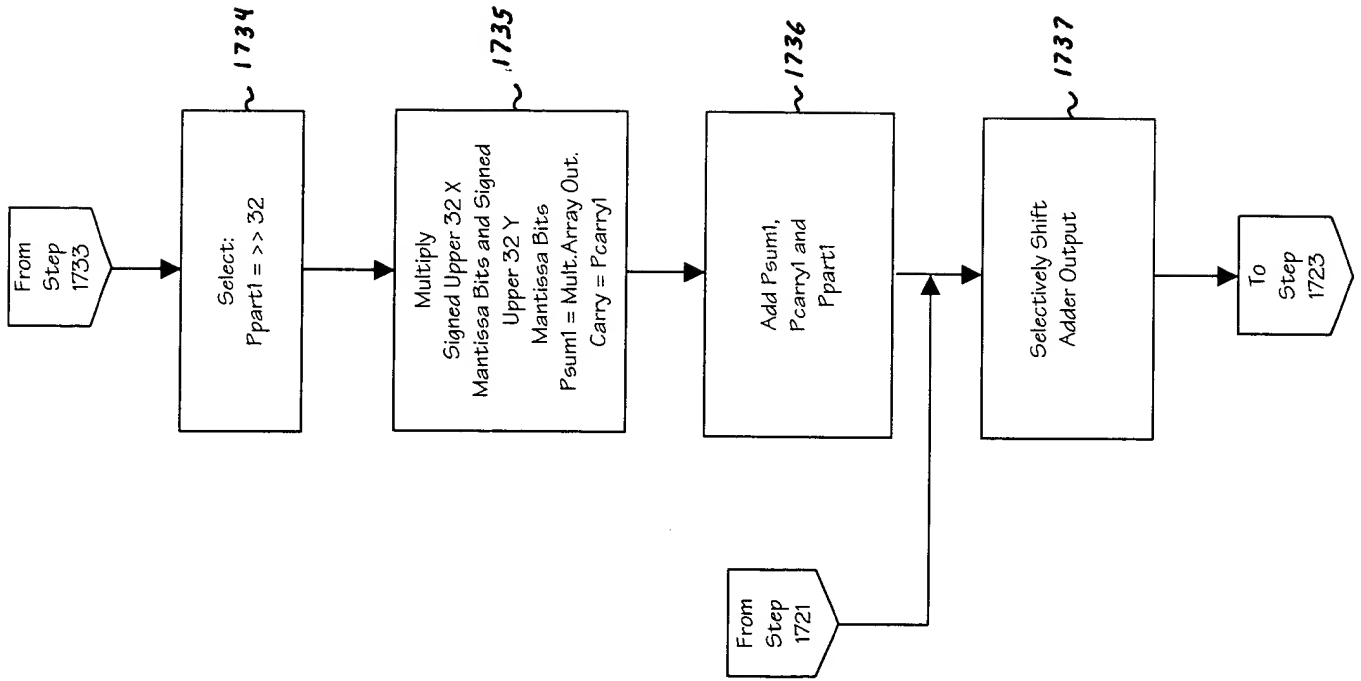 From
Step
1733
1734
Select:
Ppart1 = >> 32
1735
Multiply
Signed Upper 32 X
Mantissa Bits and Signed
Upper 32 Y
Mantissa Bits
Psum1 = Mult.Array Out.
Carry = Pcarry1
1736
Add Psum1,
Pcarry1 and
Ppart1
From
Step
1721
1737
Selectively Shift
Adder Output
To
Step
1723